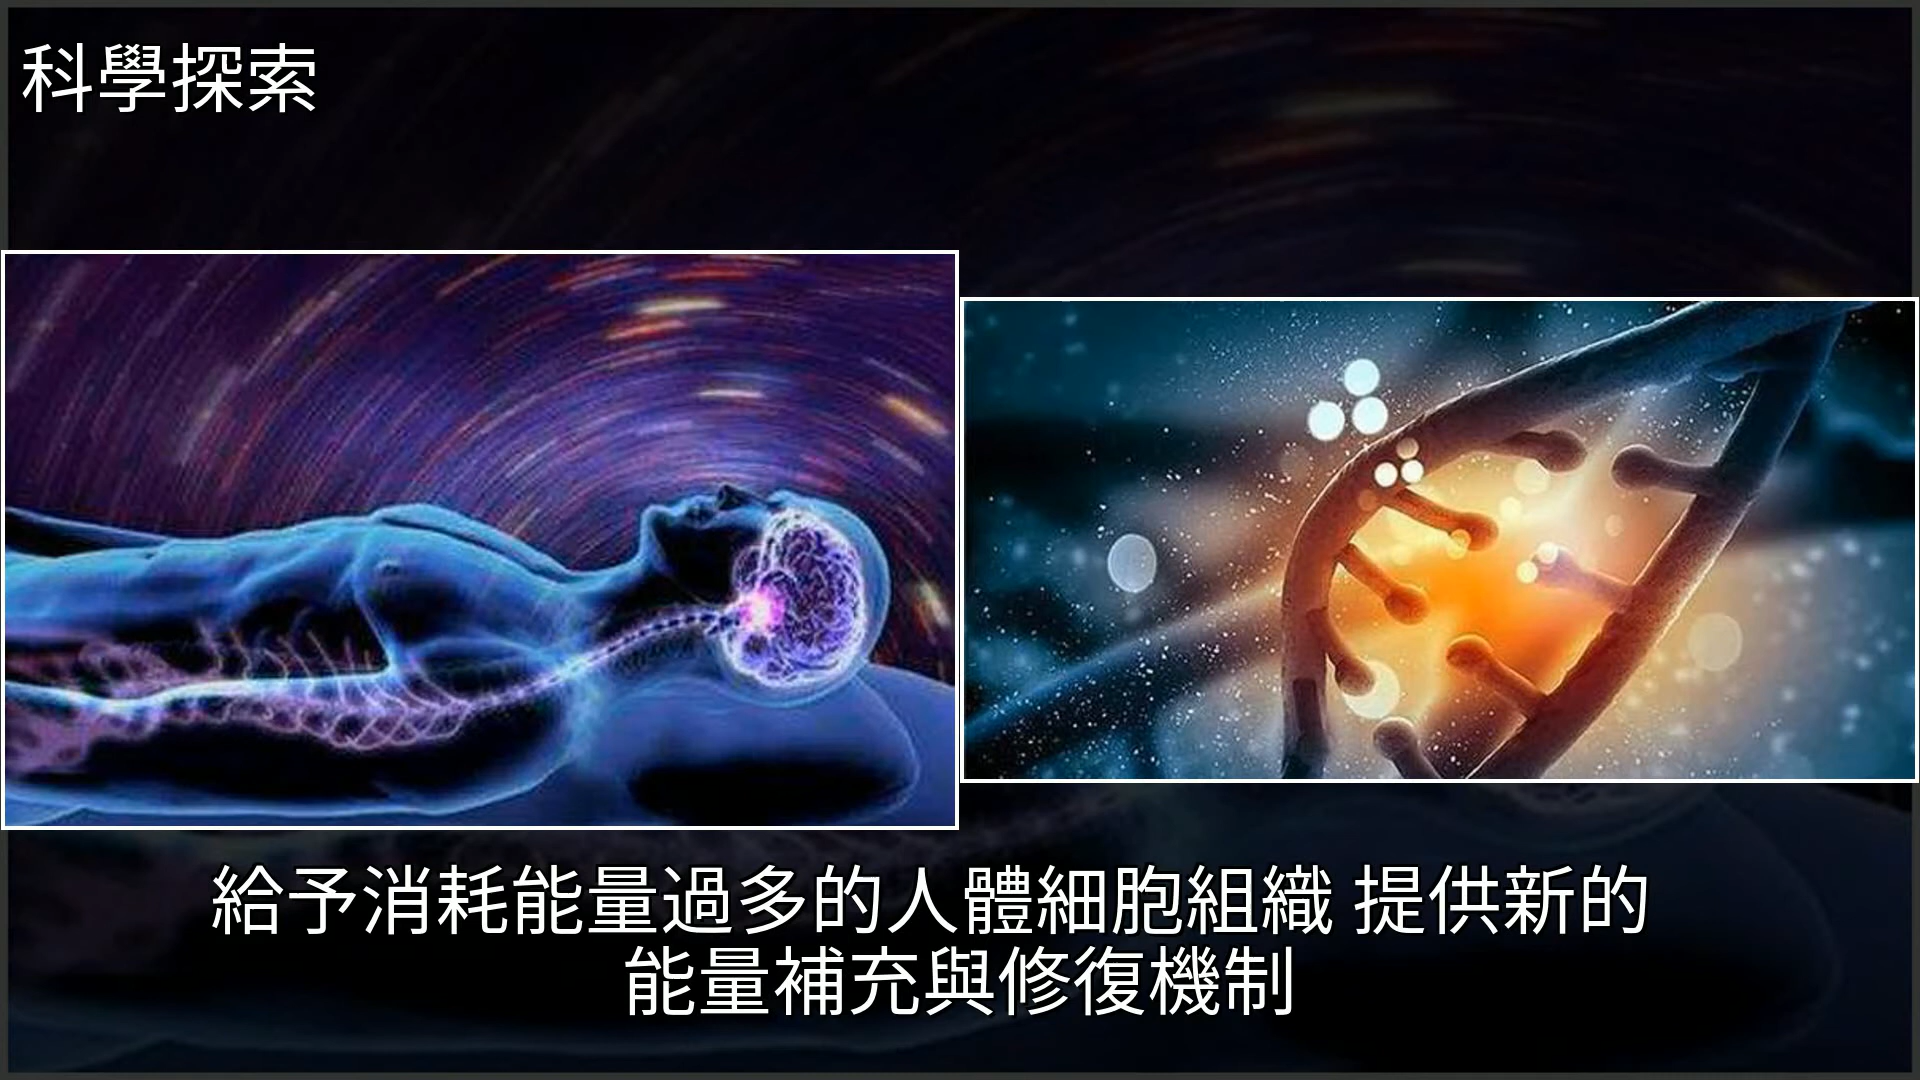 科學探索
給予消耗能量過多的人體細胞組織 提供新的
能量補充與修復機制